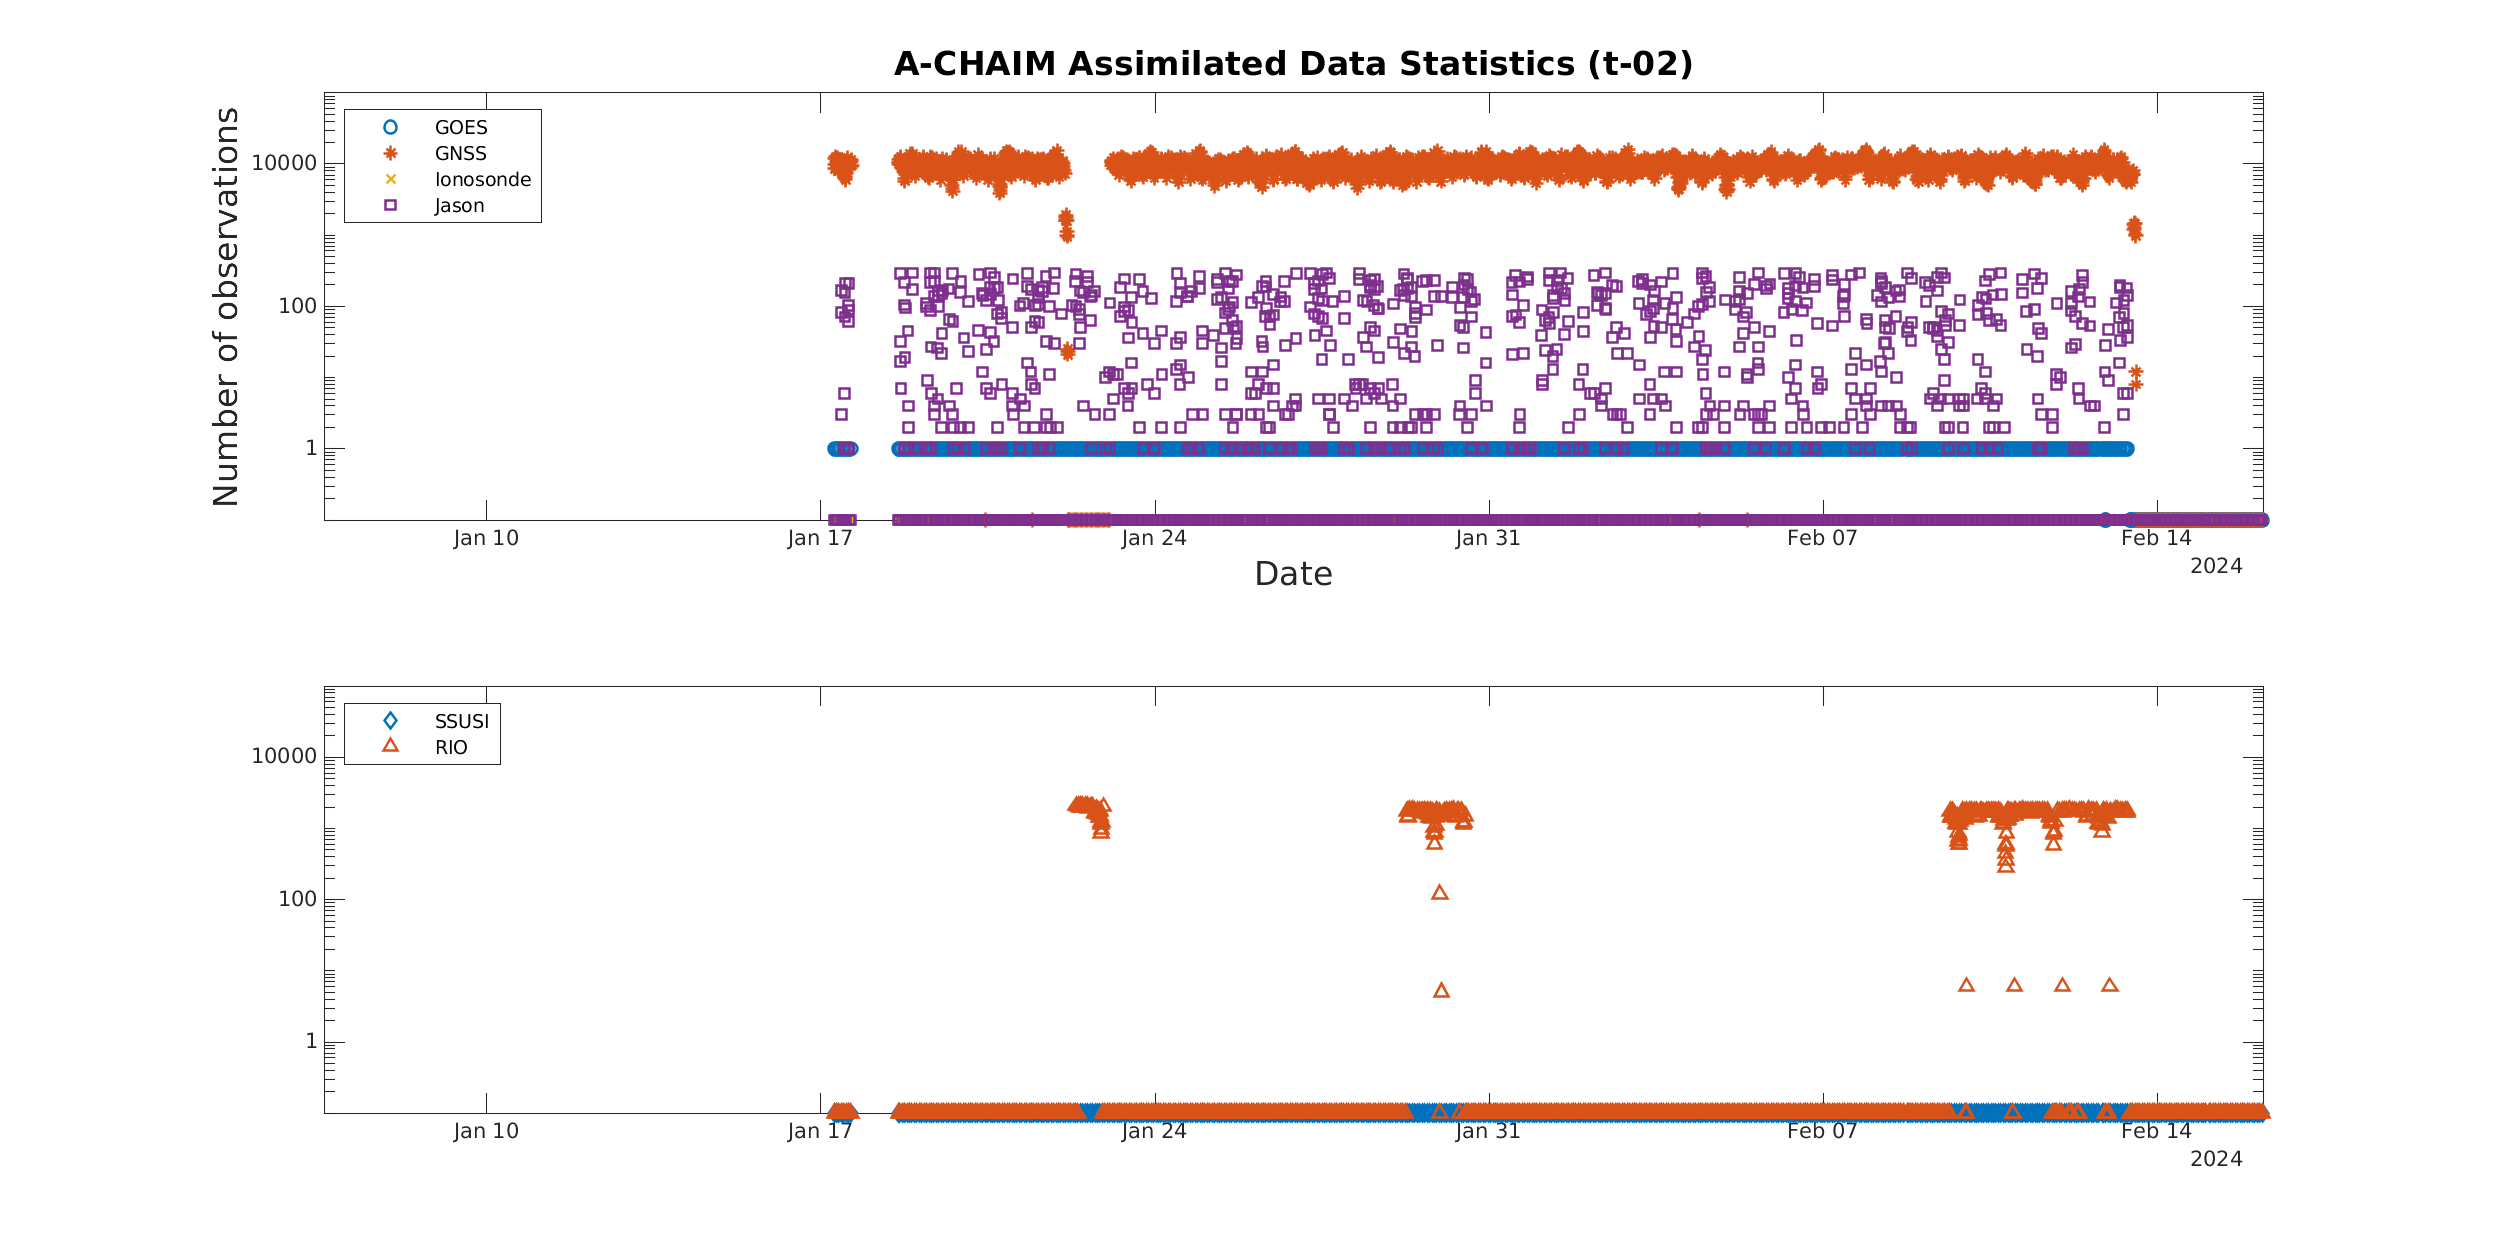 A-CHAIM Assimilated Data Statistics (t-02)
Number of observations
10000
100
1
GOES
GNSS
Ionosonde
Jason
Jan 10
Jan 17
Jan 24
Jan 31
Feb 07
Feb 14
2024
Date
10000
100
1
SSUSI
RIO
Jan 10
Jan 17
Jan 24
Jan 31
Feb 07
Feb 14
2024